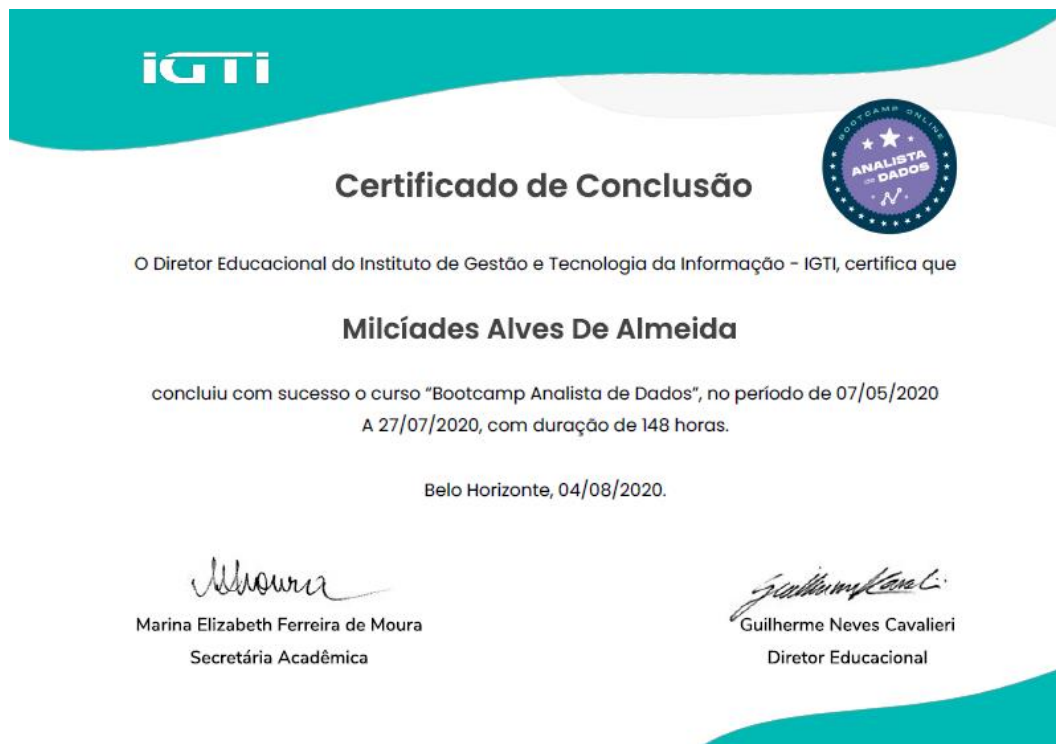 iGTi
BOOTCAMP ONLINE
ANALISTA
DE DADOS
Certificado de Conclusão
O Diretor Educacional do Instituto de Gestão e Tecnologia da Informação - IGTI, certifica que
Milcíades Alves De Almeida
concluiu com sucesso o curso “Bootcamp Analista de Dados”, no período de 07/05/2020
A 27/07/2020, com duração de 148 horas.
Belo Horizonte, 04/08/2020.
Marina Elizabeth Ferreira de Moura
Secretária Acadêmica
Guilherme Neves Cavalieri
Diretor Educacional